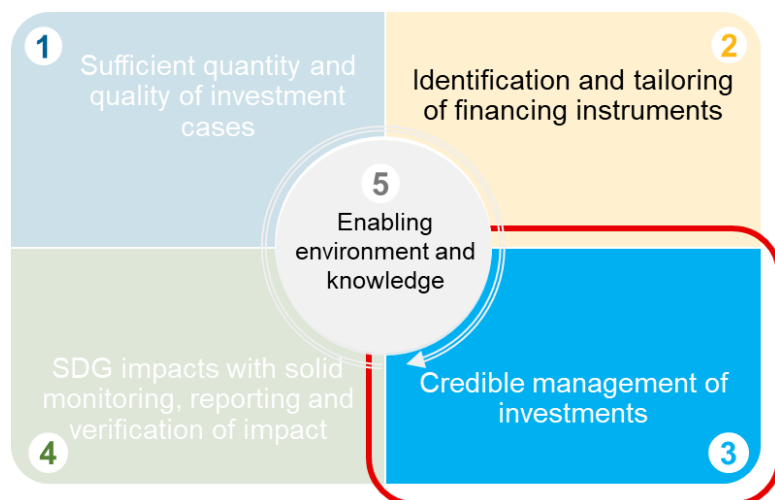 1
Sufficient quantity and
quality of investment
cases
2
Identification and tailoring
of financing instruments
5
Enabling
environment and
knowledge
SDG impacts with solid
monitoring, reporting and
verification of impact
4
Credible management of
investments
3